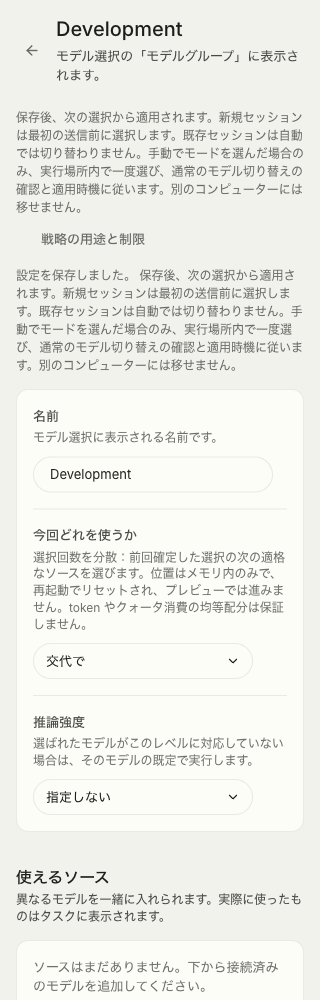 Development
モデル選択の「モデルグループ」に表示さ
れます。
保存後、次の選択から適用されます。新規セッション
は最初の送信前に選択します。既存セッションは自動
では切り替わりません。手動でモードを選んだ場合の
み、実行場所内で一度選び、通常のモデル切り替えの
確認と適用時機に従います。別のコンピューターには
移せません。
戦略の用途と制限
設定を保存しました。 保存後、次の選択から適用さ
れます。新規セッションは最初の送信前に選択しま
す。既存セッションは自動では切り替わりません。手
動でモードを選んだ場合のみ、実行場所内で一度選
び、通常のモデル切り替えの確認と適用時機に従いま
す。別のコンピューターには移せません。
名前
モデル選択に表示される名前です。
Development
今回どれを使うか
選択回数を分散：前回確定した選択の次の適格
なソースを選びます。位置はメモリ内のみで、
再起動でリセットされ、プレビューでは進みま
せん。token やクォータ消費の均等配分は保証
しません。
交代で
推論強度
選ばれたモデルがこのレベルに対応していない
場合は、そのモデルの既定で実行します。
指定しない
使えるソース
異なるモデルを一緒に入れられます。実際に使ったも
のはタスクに表示されます。
ソースはまだありません。下から接続済み
のモデルを追加してください。